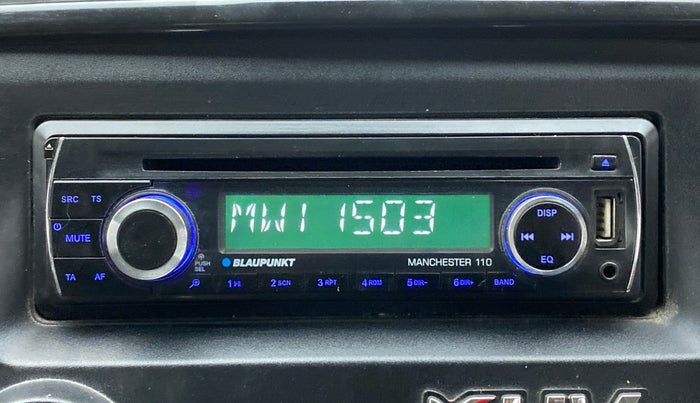 SRC TS
DISP
MW1 1503
MUTE
EQ
PUSH
SEL
BLAUPUNKT MANCHESTER 110
TA AF
1 2 SCN 3 RPT 4 RDM 5 DIR- 6 DIR+ BAND